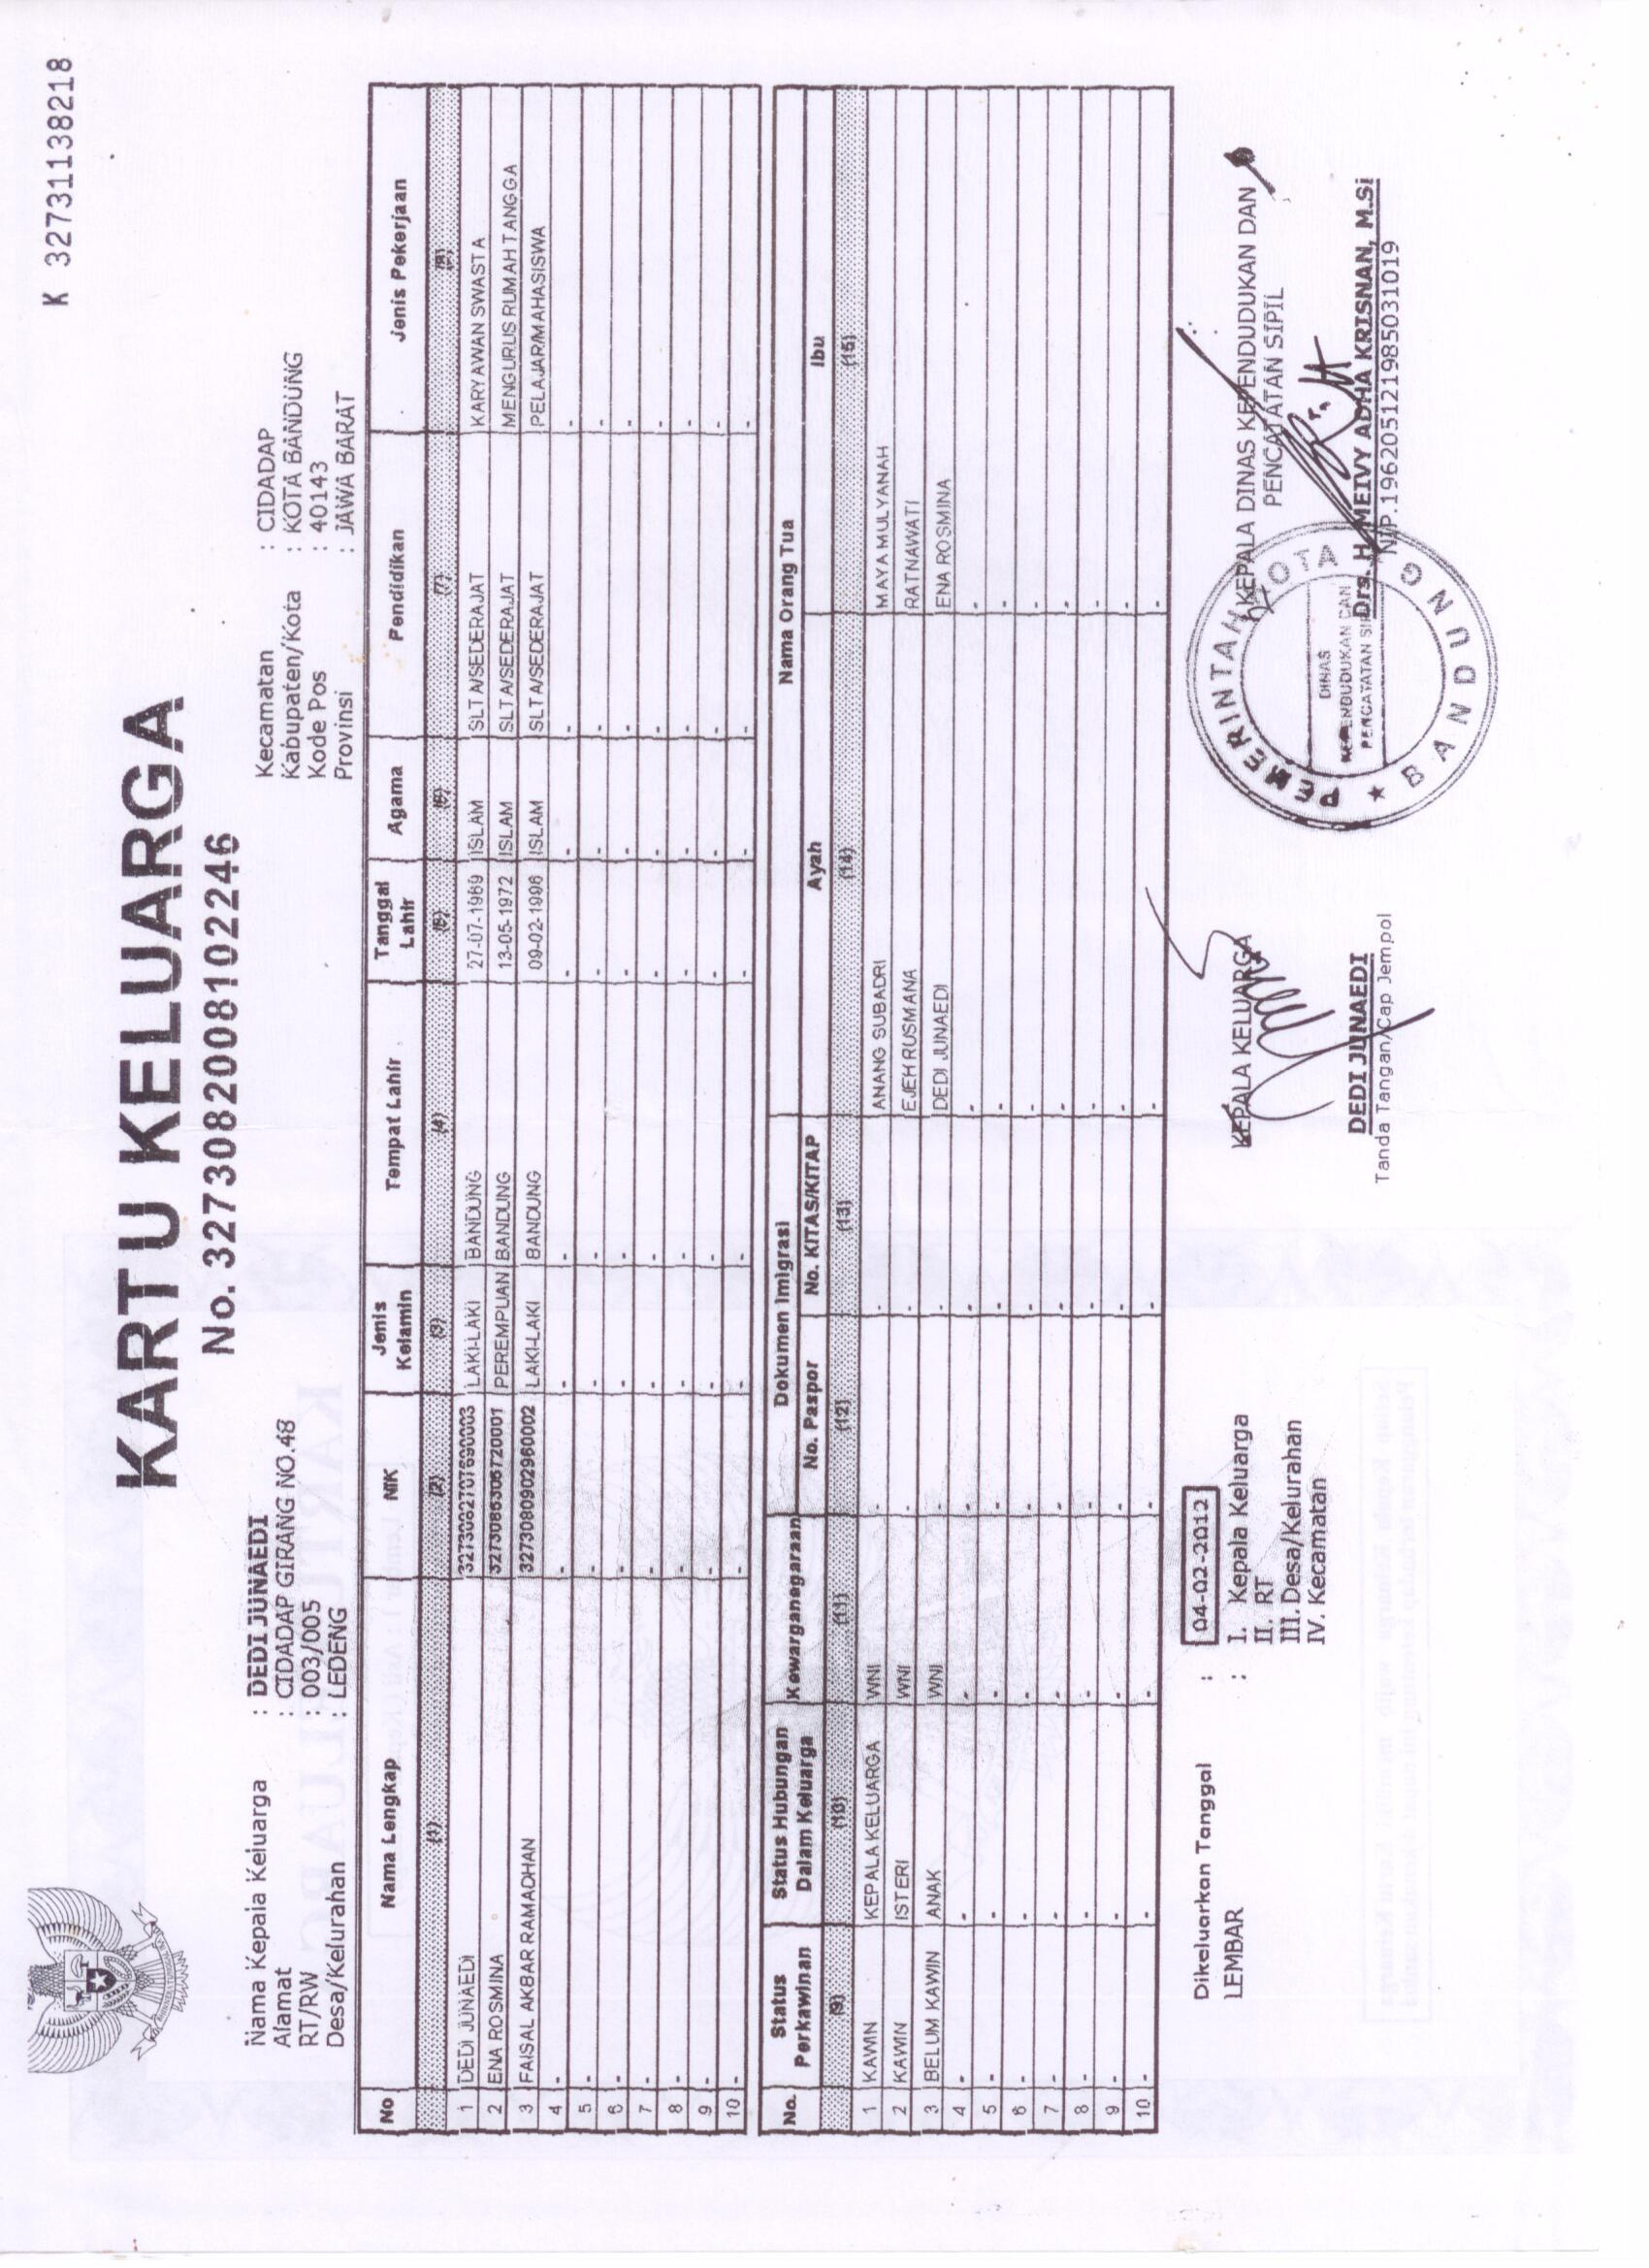 K 327311138218
KARTU KELUARGA
No. 3273082008102246
Nama Kepala Keluarga : DEDI JUNAEDI
Alamat : CIDADAP GIRANG NO.48
RT/RW : 003/005
Desa/Kelurahan : LEDENG
Kecamatan : CIDADAP
Kabupaten/Kota : KOTA BANDUNG
Kode Pos : 40143
Provinsi : JAWA BARAT
No Nama Lengkap NIK Jenis Kelamin Tempat Lahir Tanggal Lahir Agama Pendidikan Jenis Pekerjaan
(1) (2) (3) (4) (5) (6) (7) (8)
1 DEDI JUNAEDI 3273082707690003 LAKI-LAKI BANDUNG 27-07-1969 ISLAM SLTA/SEDERAJAT KARYAWAN SWASTA
2 ENA ROSMINA 3273085305720001 PEREMPUAN BANDUNG 13-05-1972 ISLAM SLTA/SEDERAJAT MENGURUS RUMAH TANGGA
3 FAISAL AKBAR RAMADHAN 3273080902960002 LAKI-LAKI BANDUNG 09-02-1996 ISLAM SLTA/SEDERAJAT PELAJAR/MAHASISWA
4 - - - - - - - -
5 - - - - - - - -
6 - - - - - - - -
7 - - - - - - - -
8 - - - - - - - -
9 - - - - - - - -
10 - - - - - - - -
No. Status Perkawinan Status Hubungan Dalam Keluarga Kewarganegaraan Dokumen Imigrasi Nama Orang Tua
No. Paspor No. KITAS/KITAP Ayah Ibu
(9) (10) (11) (12) (13) (14) (15)
1 KAWIN KEPALA KELUARGA WNI - - ANANG SUBADRI MAYA MULYANAH
2 KAWIN ISTERI WNI - - EJEH RUSMANA RATNAWATI
3 BELUM KAWIN ANAK WNI - - DEDI JUNAEDI ENA ROSMINA
4 - - - - - - -
5 - - - - - - -
6 - - - - - - -
7 - - - - - - -
8 - - - - - - -
9 - - - - - - -
10 - - - - - - -
Dikeluarkan Tanggal : 04-02-2012
LEMBAR : I. Kepala Keluarga
II. RT
III. Desa/Kelurahan
IV. Kecamatan
KEPALA KELUARGA
DEDI JUNAEDI
Tanda Tangan/Cap Jempol
KEPALA DINAS KEPENDUDUKAN DAN
PENCATATAN SIPIL
Drs. H. MEIVY ADHA KRISNAN, M.Si
NIP.196205121985031019
PEMERINTAH KOTA
BANDUNG
DINAS
KEPENDUDUKAN DAN
PENCATATAN SIPIL